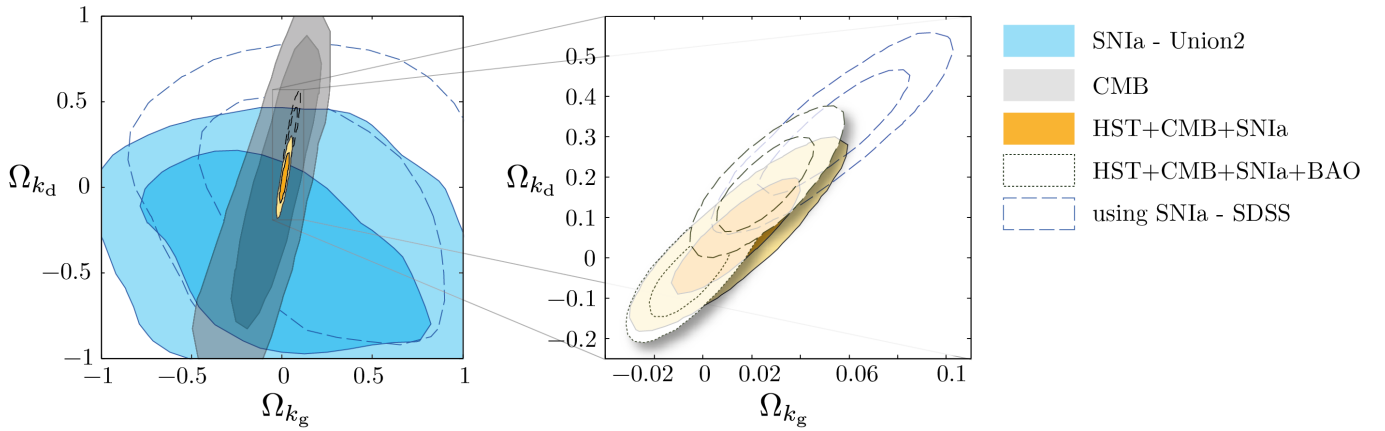 1
0.5
0
−0.5
−1
Ω_{k_d}
−1
−0.5
0
0.5
1
Ω_{k_g}
0.5
0.4
0.3
0.2
0.1
0
−0.1
−0.2
Ω_{k_d}
−0.02
0
0.02
0.06
0.1
Ω_{k_g}
SNIa - Union2
CMB
HST+CMB+SNIa
HST+CMB+SNIa+BAO
using SNIa - SDSS